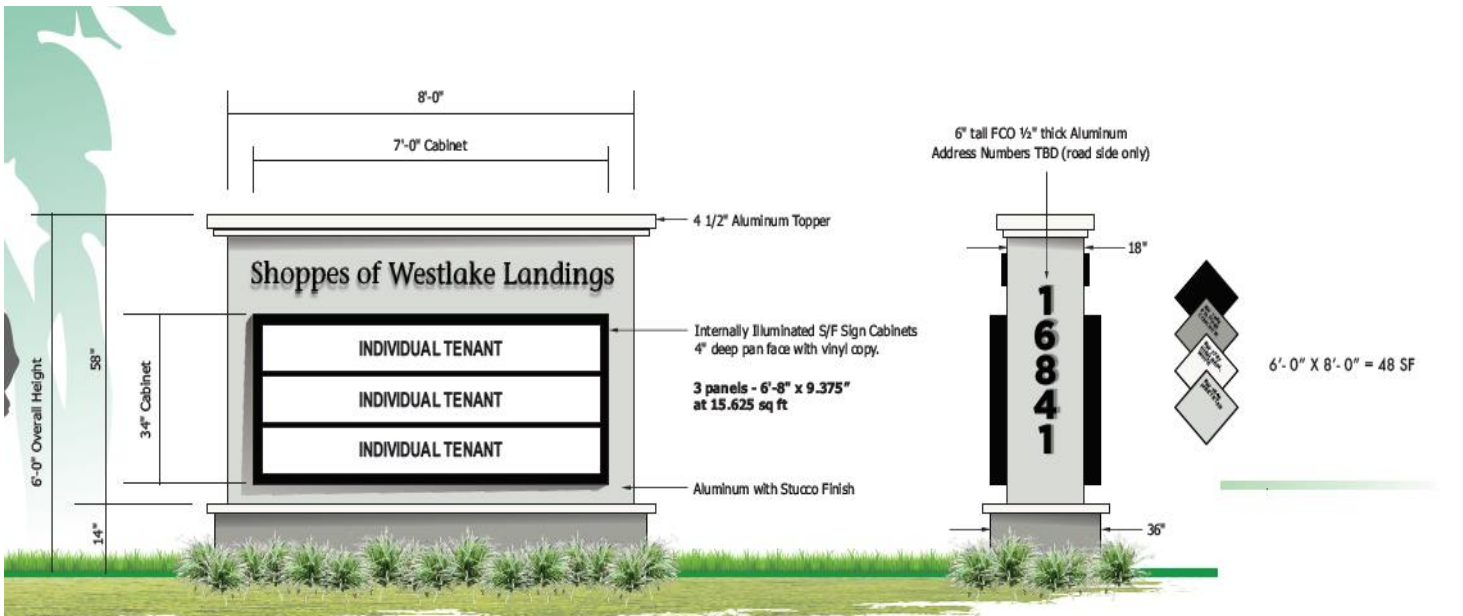 8'-0"
7'-0" Cabinet
6" tall FCO ½" thick Aluminum
Address Numbers TBD (road side only)
4 1/2" Aluminum Topper
18"
Shoppes of Westlake Landings
Internally Illuminated S/F Sign Cabinets
4" deep pan face with vinyl copy.
3 panels - 6'-8" x 9.375"
at 15.625 sq ft
INDIVIDUAL TENANT
INDIVIDUAL TENANT
INDIVIDUAL TENANT
6'-0" Overall Height
58"
34" Cabinet
14"
Aluminum with Stucco Finish
1
6
8
4
1
36"
6'-0" X 8'-0" = 48 SF